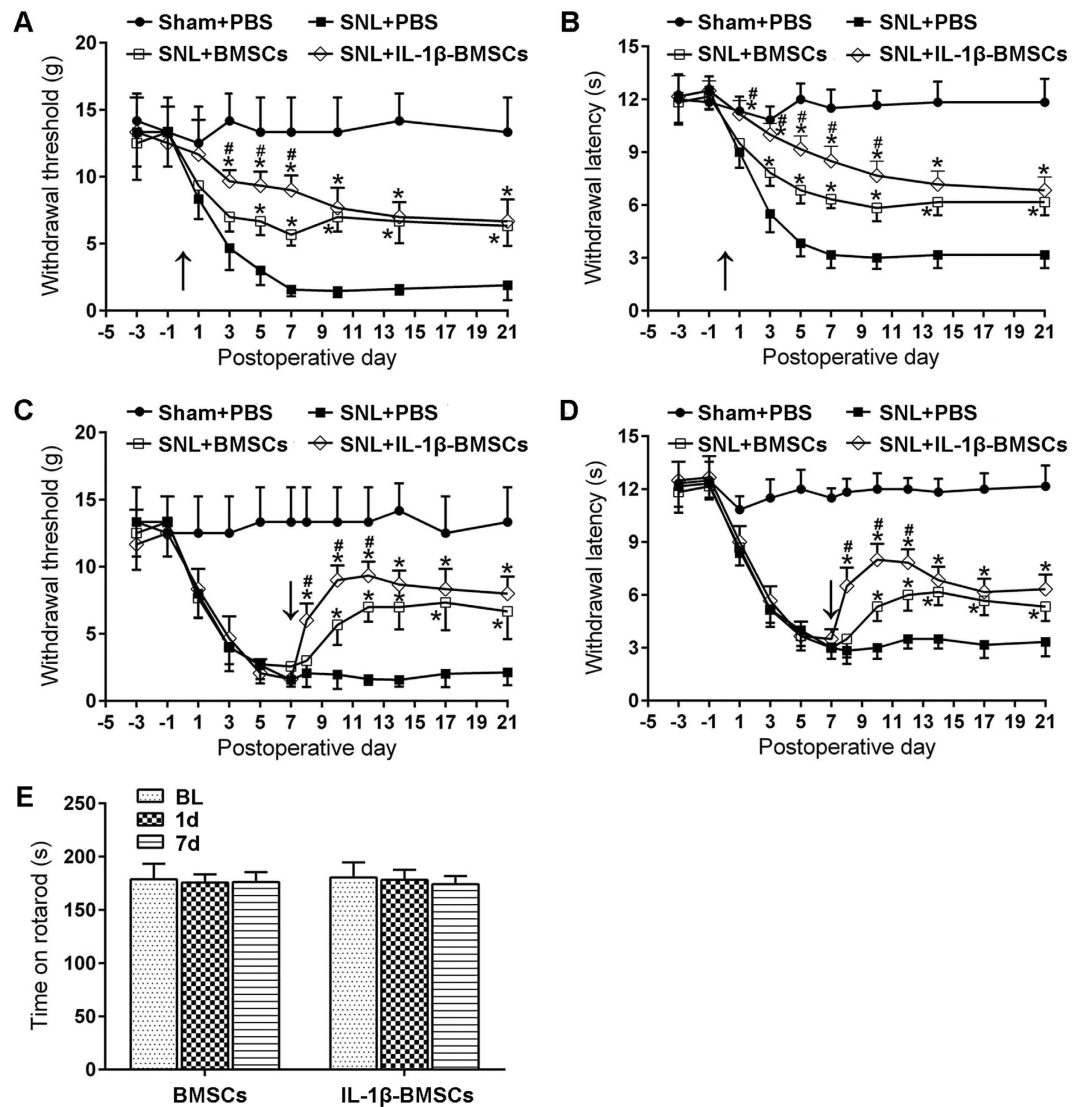 A
Sham+PBS SNL+PBS
SNL+BMSCs SNL+IL-1β-BMSCs
Withdrawal threshold (g)
20
15
10
5
0
# # #
* * * * * *
* * * * *
-5 -3 -1 1 3 5 7 9 11 13 15 17 19 21
Postoperative day
B
Sham+PBS SNL+PBS
SNL+BMSCs SNL+IL-1β-BMSCs
Withdrawal latency (s)
15
12
9
6
3
0
# # # # #
* * * * * * *
* * * * * *
-5 -3 -1 1 3 5 7 9 11 13 15 17 19 21
Postoperative day
C
Sham+PBS SNL+PBS
SNL+BMSCs SNL+IL-1β-BMSCs
Withdrawal threshold (g)
20
15
10
5
0
# # #
* * * * * *
* * * * *
-5 -3 -1 1 3 5 7 9 11 13 15 17 19 21
Postoperative day
D
Sham+PBS SNL+PBS
SNL+BMSCs SNL+IL-1β-BMSCs
Withdrawal latency (s)
15
12
9
6
3
0
# # #
* * * * * *
* * * * *
-5 -3 -1 1 3 5 7 9 11 13 15 17 19 21
Postoperative day
E
BL
1d
7d
Time on rotarod (s)
250
200
150
100
50
0
BMSCs IL-1β-BMSCs